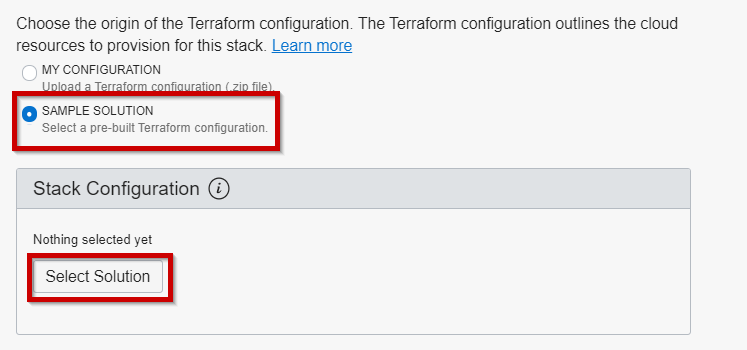 Choose the origin of the Terraform configuration. The Terraform configuration outlines the cloud
resources to provision for this stack. Learn more
MY CONFIGURATION
Upload a Terraform configuration (.zip file).
SAMPLE SOLUTION
Select a pre-built Terraform configuration.
Stack Configuration i
Nothing selected yet
Select Solution